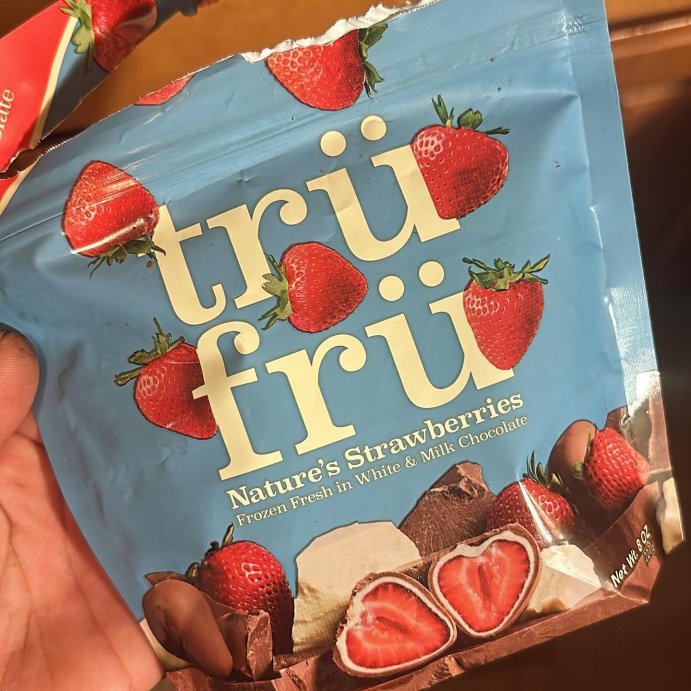 trü
frü
Nature's Strawberries
Frozen Fresh in White & Milk Chocolate
Net Wt. 8 OZ